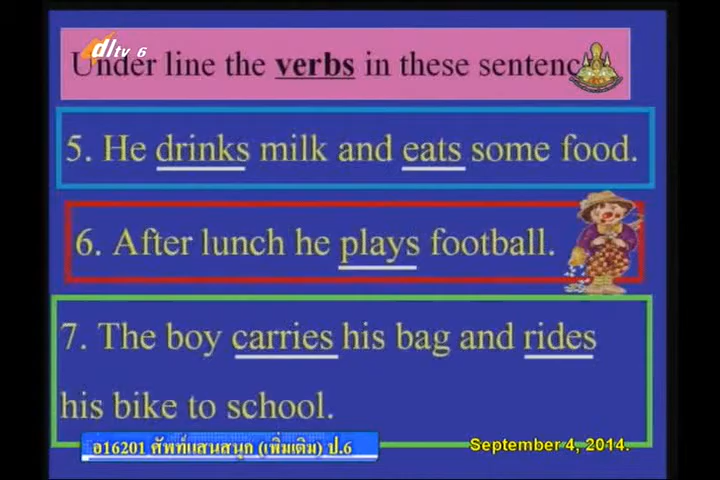 dltv 6
Under line the verbs in these sentenc
5. He drinks milk and eats some food.
6. After lunch he plays football.
7. The boy carries his bag and rides
his bike to school.
อ16201 ศัพท์แสนสนุก (เพิ่มเติม) ป.6
September 4, 2014.